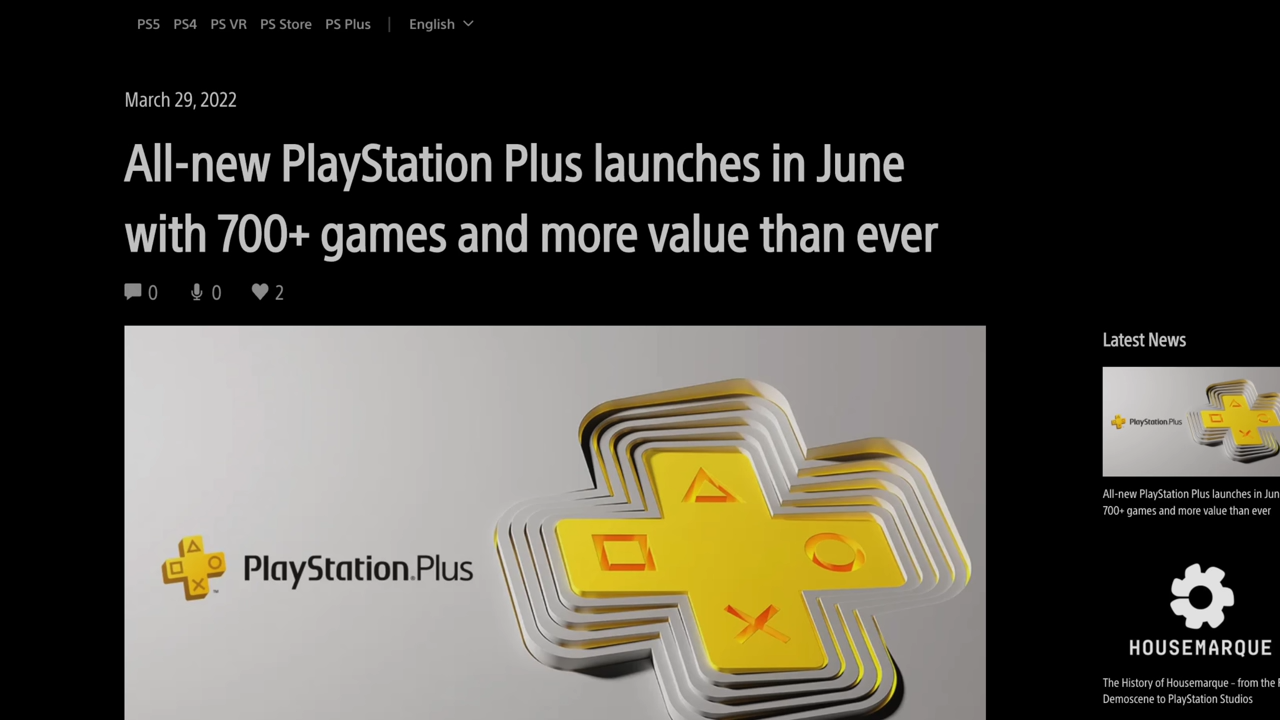 PS5 PS4 PS VR PS Store PS Plus | English
March 29, 2022
All-new PlayStation Plus launches in June
with 700+ games and more value than ever
0 0 2
PlayStation.Plus
™
Latest News
PlayStation.Plus
All-new PlayStation Plus launches in Jun
700+ games and more value than ever
HOUSEMARQUE
The History of Housemarque – from the
Demoscene to PlayStation Studios